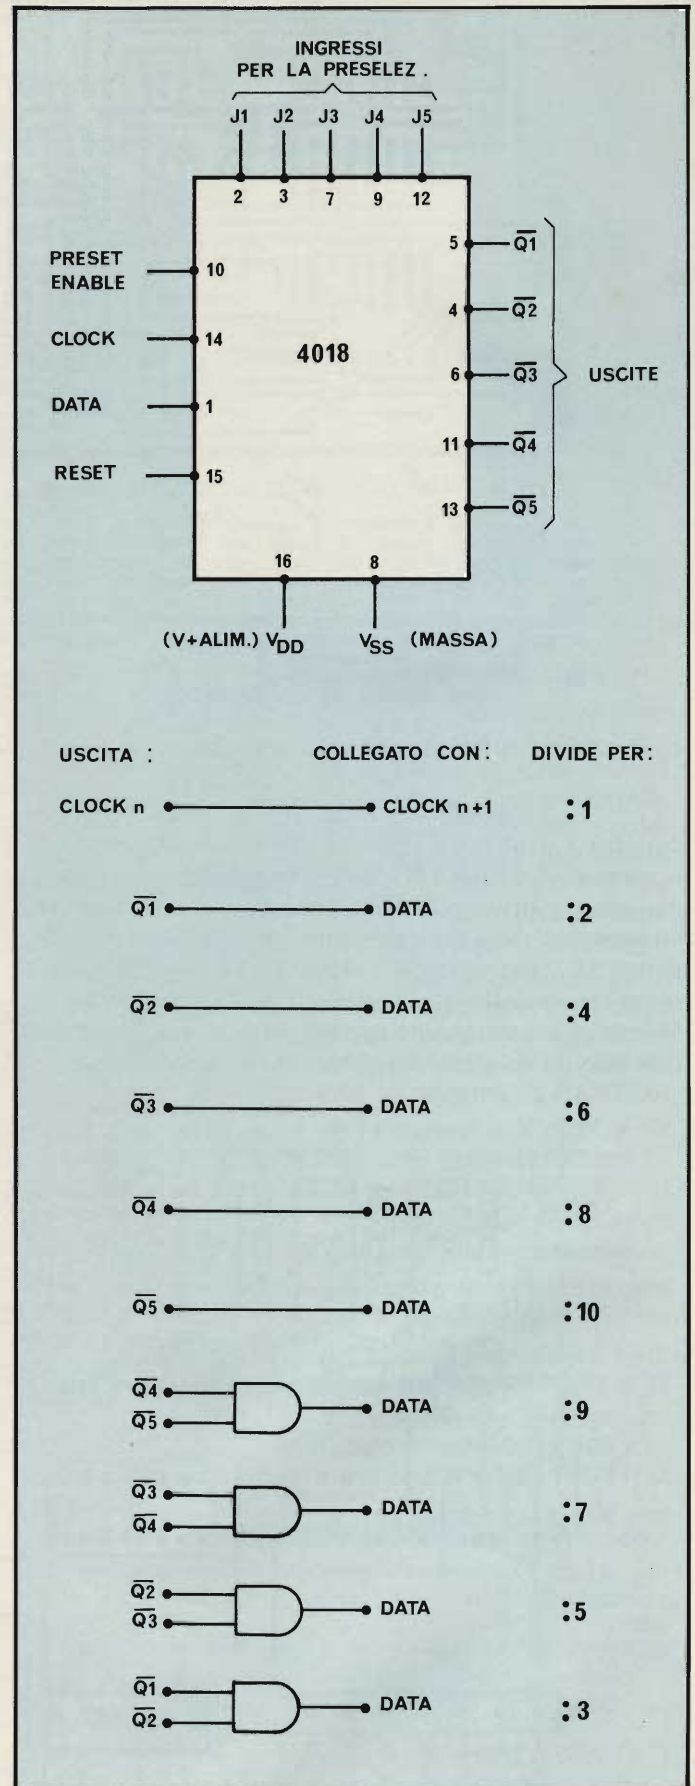 INGRESSI
PER LA PRESELEZ.
J1 J2 J3 J4 J5
2 3 7 9 12
5 Q1
PRESET
ENABLE
10
4 Q2
CLOCK 14
4018
6 Q3 USCITE
DATA 1
11 Q4
RESET 15
13 Q5
16 8
(V+ALIM.) VDD VSS (MASSA)
USCITA : COLLEGATO CON: DIVIDE PER:
CLOCK n CLOCK n+1 :1
Q1 DATA :2
Q2 DATA :4
Q3 DATA :6
Q4 DATA :8
Q5 DATA :10
Q4
Q5 DATA :9
Q3
Q4 DATA :7
Q2
Q3 DATA :5
Q1
Q2 DATA :3